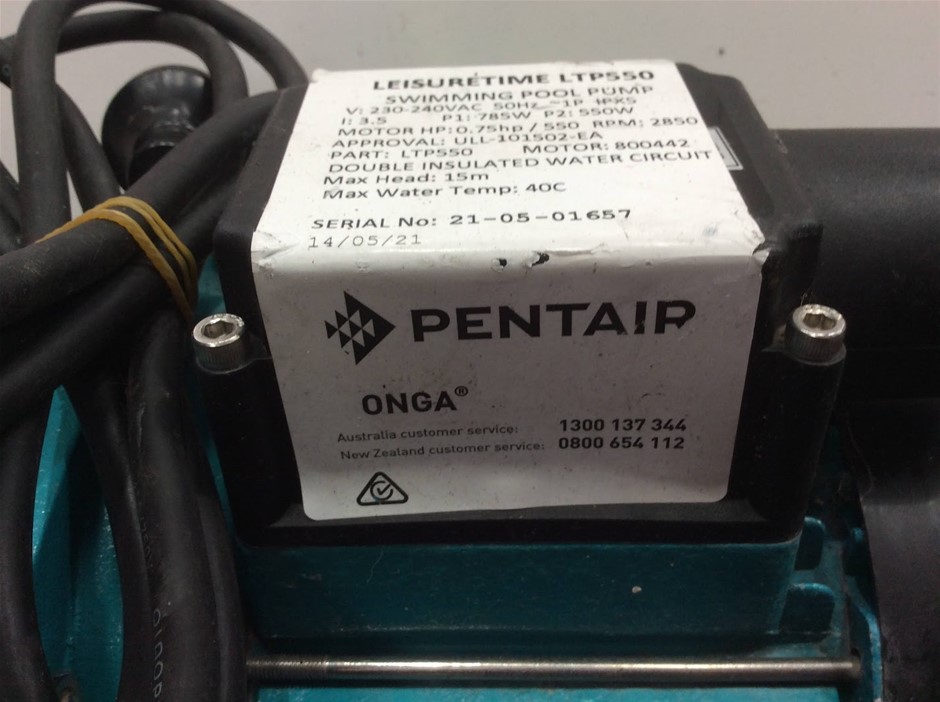 LEISURETIME LTP550
SWIMMING POOL PUMP
V: 230-240VAC 50Hz ~1P IPX5
I: 3.5 P1: 785W P2: 550W
MOTOR HP: 0.75hp / 550 RPM: 2850
APPROVAL: ULL-101502-EA
PART: LTP550 MOTOR: 800442
DOUBLE INSULATED WATER CIRCUIT
Max Head: 15m
Max Water Temp: 40C
SERIAL No: 21-05-01657
14/05/21
PENTAIR
ONGA®
Australia customer service: 1300 137 344
New Zealand customer service: 0800 654 112